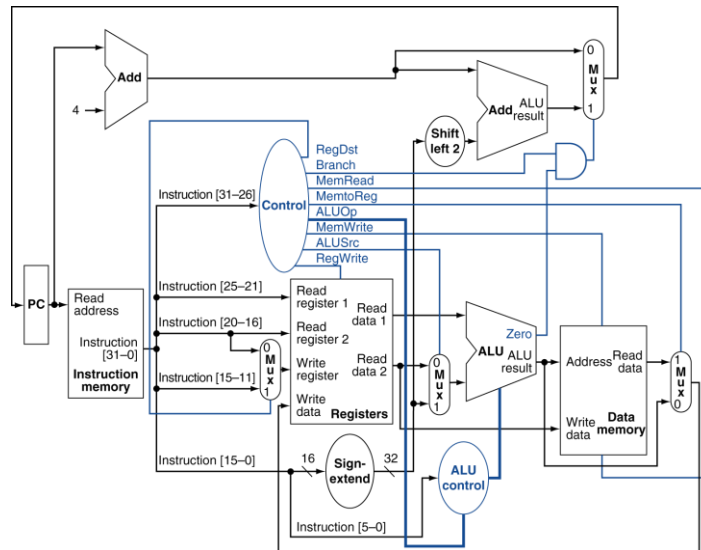 Add
4
0
M
u
x
1
Add
ALU
result
Shift
left 2
RegDst
Branch
MemRead
MemtoReg
ALUOp
MemWrite
ALUSrc
RegWrite
Control
Instruction [31–26]
PC
Read
address
Instruction
[31–0]
Instruction
memory
Instruction [25–21]
Instruction [20–16]
Instruction [15–11]
0
M
u
x
1
Read
register 1
Read
register 2
Write
register
Write
data
Read
data 1
Read
data 2
Registers
0
M
u
x
1
Zero
ALU
ALU
result
Address
Read
data
Write
data
Data
memory
1
M
u
x
0
Instruction [15–0]
16
Sign-
extend
32
ALU
control
Instruction [5–0]